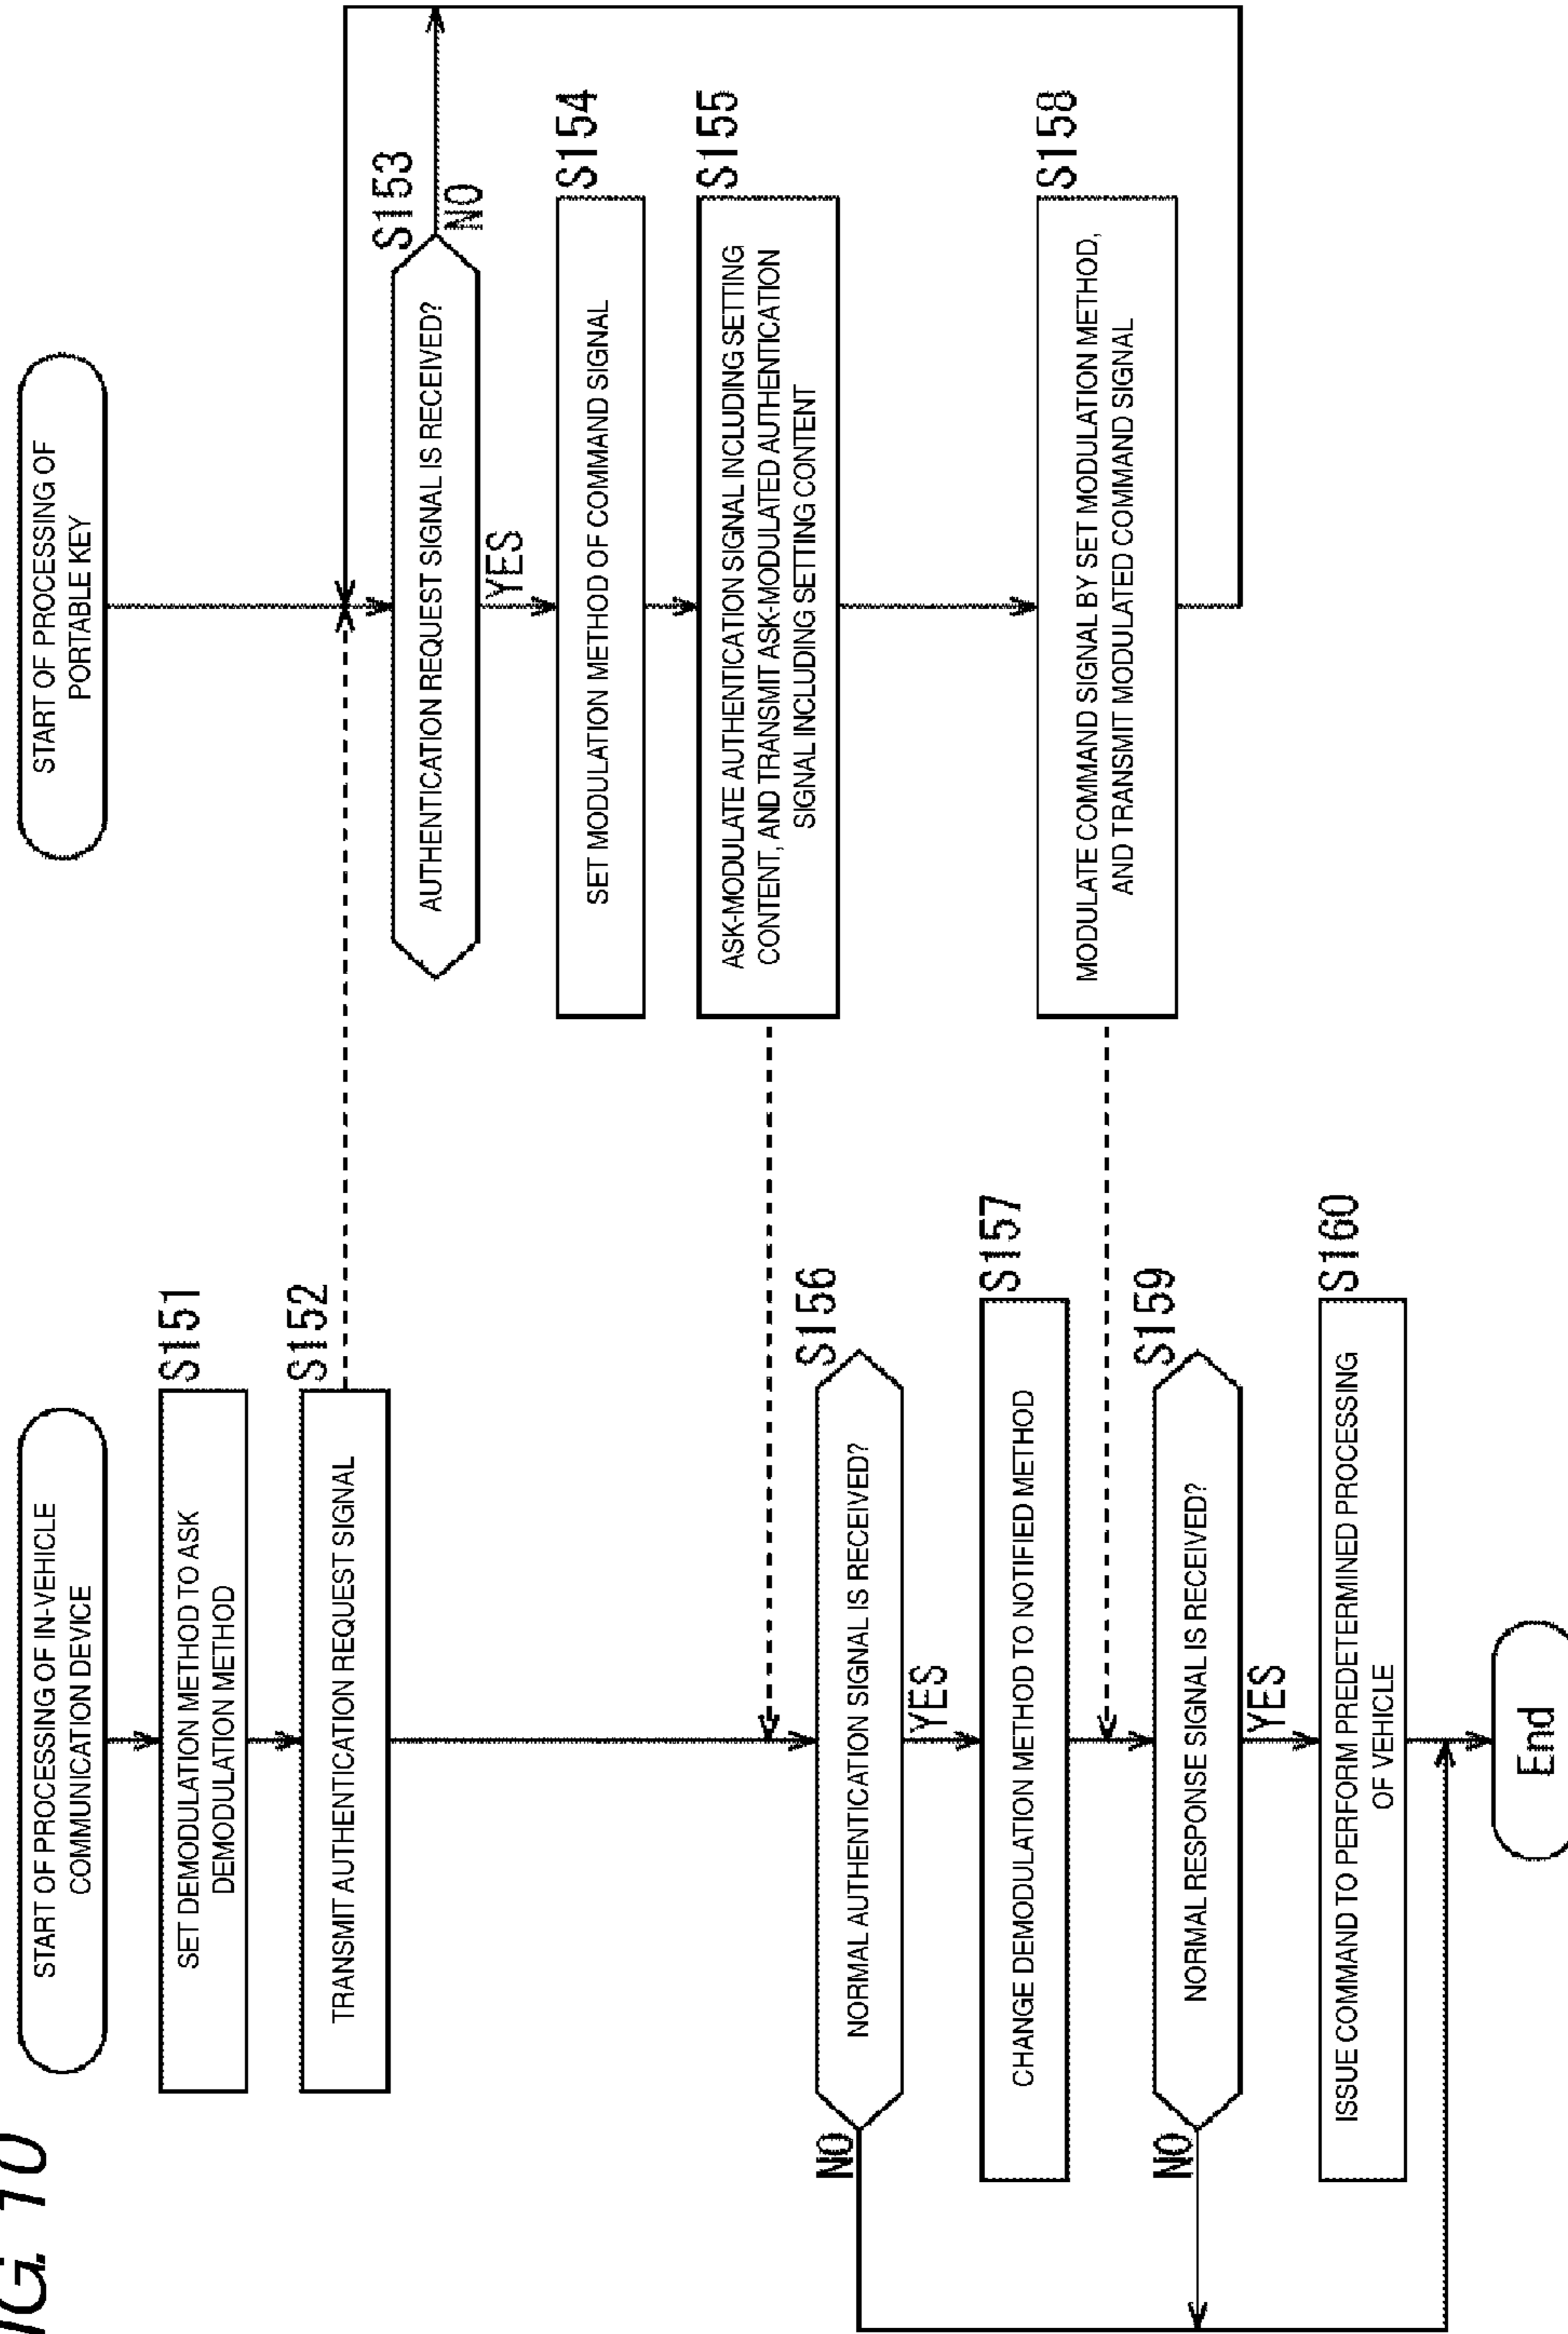 IG. 10
START OF PROCESSING OF IN-VEHICLE
COMMUNICATION DEVICE
S151
SET DEMODULATION METHOD TO ASK
DEMODULATION METHOD
S152
TRANSMIT AUTHENTICATION REQUEST SIGNAL
S156
NORMAL AUTHENTICATION SIGNAL IS RECEIVED?
NO
YES
S157
CHANGE DEMODULATION METHOD TO NOTIFIED METHOD
S159
NORMAL RESPONSE SIGNAL IS RECEIVED?
NO
YES
S160
ISSUE COMMAND TO PERFORM PREDETERMINED PROCESSING
OF VEHICLE
End
START OF PROCESSING OF
PORTABLE KEY
S153
AUTHENTICATION REQUEST SIGNAL IS RECEIVED?
NO
YES
S154
SET MODULATION METHOD OF COMMAND SIGNAL
S155
ASK-MODULATE AUTHENTICATION SIGNAL INCLUDING SETTING
CONTENT, AND TRANSMIT ASK-MODULATED AUTHENTICATION
SIGNAL INCLUDING SETTING CONTENT
S158
MODULATE COMMAND SIGNAL BY SET MODULATION METHOD,
AND TRANSMIT MODULATED COMMAND SIGNAL